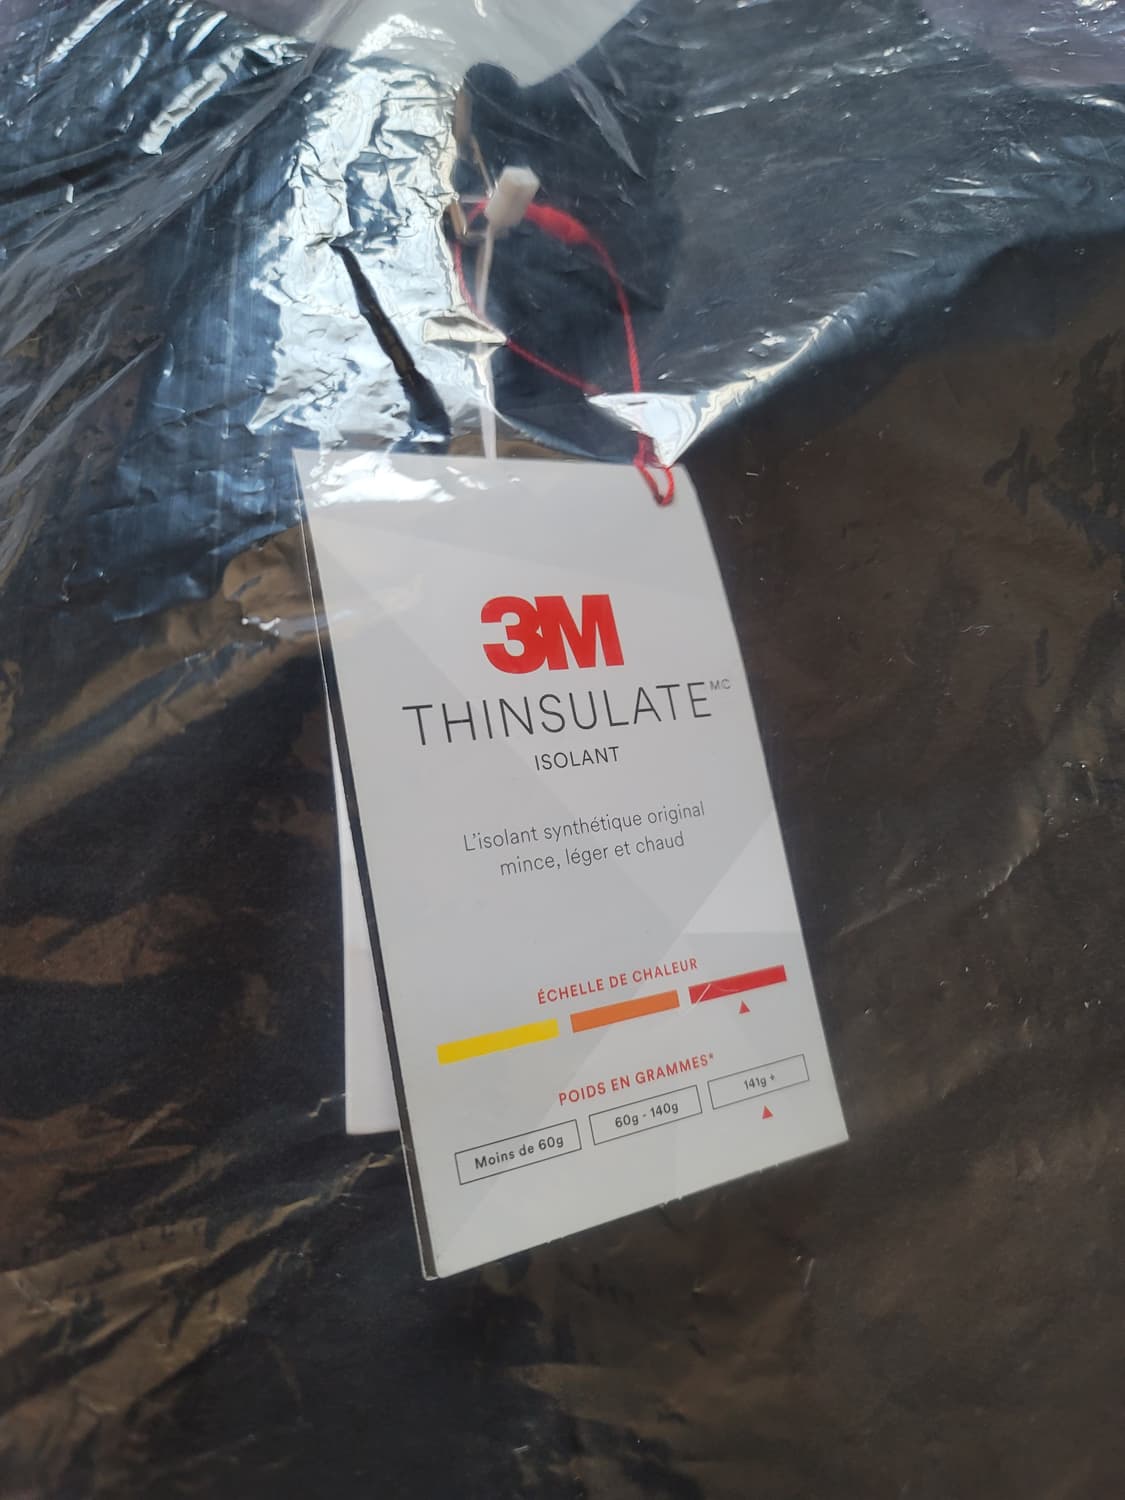 3M
THINSULATE MC
ISOLANT
L'isolant synthétique original
mince, léger et chaud
ÉCHELLE DE CHALEUR
POIDS EN GRAMMES*
Moins de 60g
60g - 140g
141g +